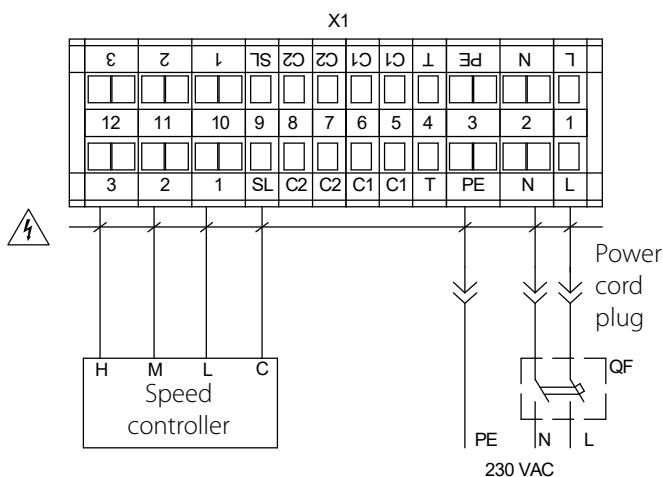 X1
3 2 1 SL C2 C2 C1 C1 T PE N L
12 11 10 9 8 7 6 5 4 3 2 1
3 2 1 SL C2 C2 C1 C1 T PE N L
Power
cord
plug
H M L C
Speed
controller
QF
PE N L
230 VAC